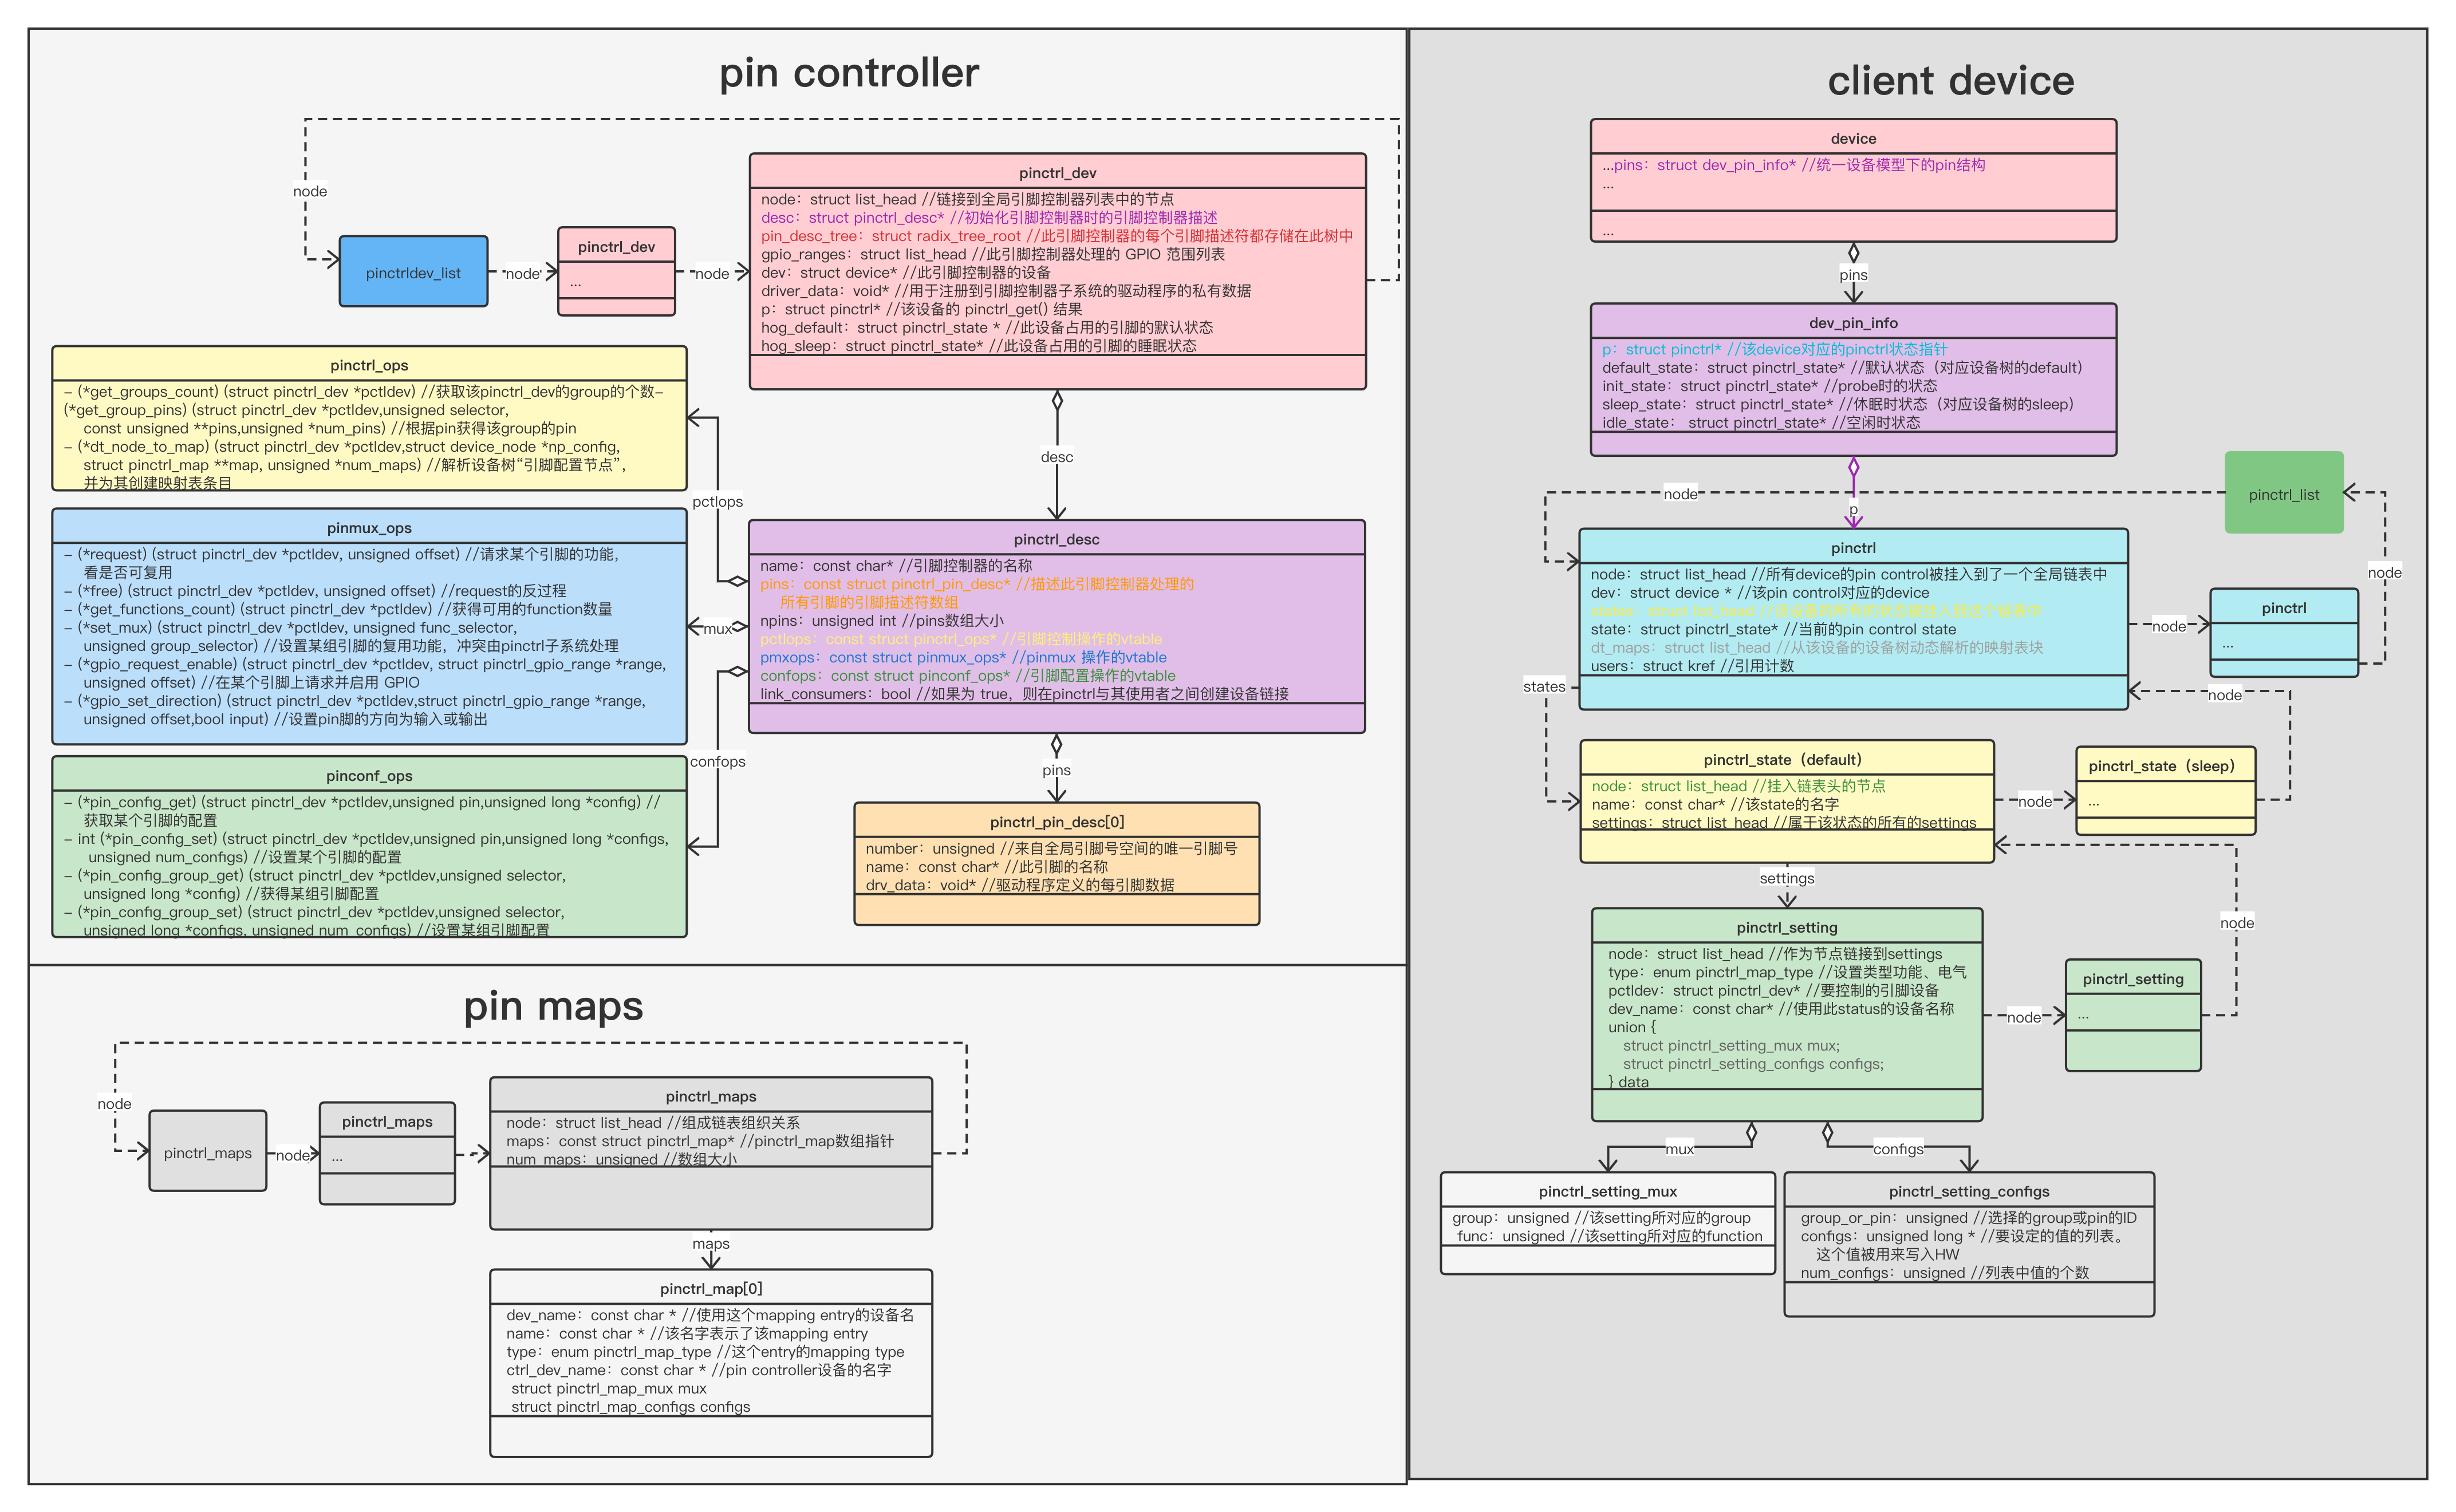 pin controller
node
pinctrldev_list
node
pinctrl_dev
...
node
pinctrl_dev
node：struct list_head //链接到全局引脚控制器列表中的节点
desc：struct pinctrl_desc* //初始化引脚控制器时的引脚控制器描述
pin_desc_tree：struct radix_tree_root //此引脚控制器的每个引脚描述符都存储在此树中
gpio_ranges：struct list_head //此引脚控制器处理的 GPIO 范围列表
dev：struct device* //此引脚控制器的设备
driver_data：void* //用于注册到引脚控制器子系统的驱动程序的私有数据
p：struct pinctrl* //该设备的 pinctrl_get() 结果
hog_default：struct pinctrl_state * //此设备占用的引脚的默认状态
hog_sleep：struct pinctrl_state* //此设备占用的引脚的睡眠状态
pinctrl_ops
- (*get_groups_count) (struct pinctrl_dev *pctldev) //获取该pinctrl_dev的group的个数-
(*get_group_pins) (struct pinctrl_dev *pctldev,unsigned selector,
const unsigned **pins,unsigned *num_pins) //根据pin获得该group的pin
- (*dt_node_to_map) (struct pinctrl_dev *pctldev,struct device_node *np_config,
struct pinctrl_map **map, unsigned *num_maps) //解析设备树“引脚配置节点”，
并为其创建映射表条目
pctlops
desc
pinmux_ops
- (*request) (struct pinctrl_dev *pctldev, unsigned offset) //请求某个引脚的功能，
看是否可复用
- (*free) (struct pinctrl_dev *pctldev, unsigned offset) //request的反过程
- (*get_functions_count) (struct pinctrl_dev *pctldev) //获得可用的function数量
- (*set_mux) (struct pinctrl_dev *pctldev, unsigned func_selector,
unsigned group_selector) //设置某组引脚的复用功能，冲突由pinctrl子系统处理
- (*gpio_request_enable) (struct pinctrl_dev *pctldev, struct pinctrl_gpio_range *range,
unsigned offset) //在某个引脚上请求并启用 GPIO
- (*gpio_set_direction) (struct pinctrl_dev *pctldev,struct pinctrl_gpio_range *range,
unsigned offset,bool input) //设置pin脚的方向为输入或输出
mux
pinctrl_desc
name：const char* //引脚控制器的名称
pins：const struct pinctrl_pin_desc* //描述此引脚控制器处理的
所有引脚的引脚描述符数组
npins：unsigned int //pins数组大小
pctlops：const struct pinctrl_ops* //引脚控制操作的vtable
pmxops：const struct pinmux_ops* //pinmux 操作的vtable
confops：const struct pinconf_ops* //引脚配置操作的vtable
link_consumers：bool //如果为 true，则在pinctrl与其使用者之间创建设备链接
pinconf_ops
- (*pin_config_get) (struct pinctrl_dev *pctldev,unsigned pin,unsigned long *config) //
获取某个引脚的配置
- int (*pin_config_set) (struct pinctrl_dev *pctldev,unsigned pin,unsigned long *configs,
unsigned num_configs) //设置某个引脚的配置
- (*pin_config_group_get) (struct pinctrl_dev *pctldev,unsigned selector,
unsigned long *config) //获得某组引脚配置
- (*pin_config_group_set) (struct pinctrl_dev *pctldev,unsigned selector,
unsigned long *configs, unsigned num_configs) //设置某组引脚配置
confops
pins
pinctrl_pin_desc[0]
number：unsigned //来自全局引脚号空间的唯一引脚号
name：const char* //此引脚的名称
drv_data：void* //驱动程序定义的每引脚数据
pin maps
node
pinctrl_maps
node
pinctrl_maps
...
pinctrl_maps
node：struct list_head //组成链表组织关系
maps：const struct pinctrl_map* //pinctrl_map数组指针
num_maps：unsigned //数组大小
maps
pinctrl_map[0]
dev_name：const char * //使用这个mapping entry的设备名
name：const char * //该名字表示了该mapping entry
type：enum pinctrl_map_type //这个entry的mapping type
ctrl_dev_name：const char * //pin controller设备的名字
struct pinctrl_map_mux mux
struct pinctrl_map_configs configs
client device
device
...pins：struct dev_pin_info* //统一设备模型下的pin结构
...
...
pins
dev_pin_info
p：struct pinctrl* //该device对应的pinctrl状态指针
default_state：struct pinctrl_state* //默认状态（对应设备树的default）
init_state：struct pinctrl_state* //probe时的状态
sleep_state：struct pinctrl_state* //休眠时状态（对应设备树的sleep）
idle_state： struct pinctrl_state* //空闲时状态
node
p
pinctrl_list
pinctrl
node：struct list_head //所有device的pin control被挂入到了一个全局链表中
dev：struct device * //该pin control对应的device
states：struct list_head //该设备的所有的状态被挂入到这个链表中
state：struct pinctrl_state* //当前的pin control state
dt_maps：struct list_head //从该设备的设备树动态解析的映射表块
users：struct kref //引用计数
node
pinctrl
...
node
states
node
pinctrl_state（default）
node：struct list_head //挂入链表头的节点
name：const char* //该state的名字
settings：struct list_head //属于该状态的所有的settings
node
pinctrl_state（sleep）
...
settings
node
pinctrl_setting
node：struct list_head //作为节点链接到settings
type：enum pinctrl_map_type //设置类型功能、电气
pctldev：struct pinctrl_dev* //要控制的引脚设备
dev_name：const char* //使用此status的设备名称
union {
struct pinctrl_setting_mux mux;
struct pinctrl_setting_configs configs;
} data
node
pinctrl_setting
...
mux
configs
pinctrl_setting_mux
group：unsigned //该setting所对应的group
func：unsigned //该setting所对应的function
pinctrl_setting_configs
group_or_pin：unsigned //选择的group或pin的ID
configs：unsigned long * //要设定的值的列表。
这个值被用来写入HW
num_configs：unsigned //列表中值的个数